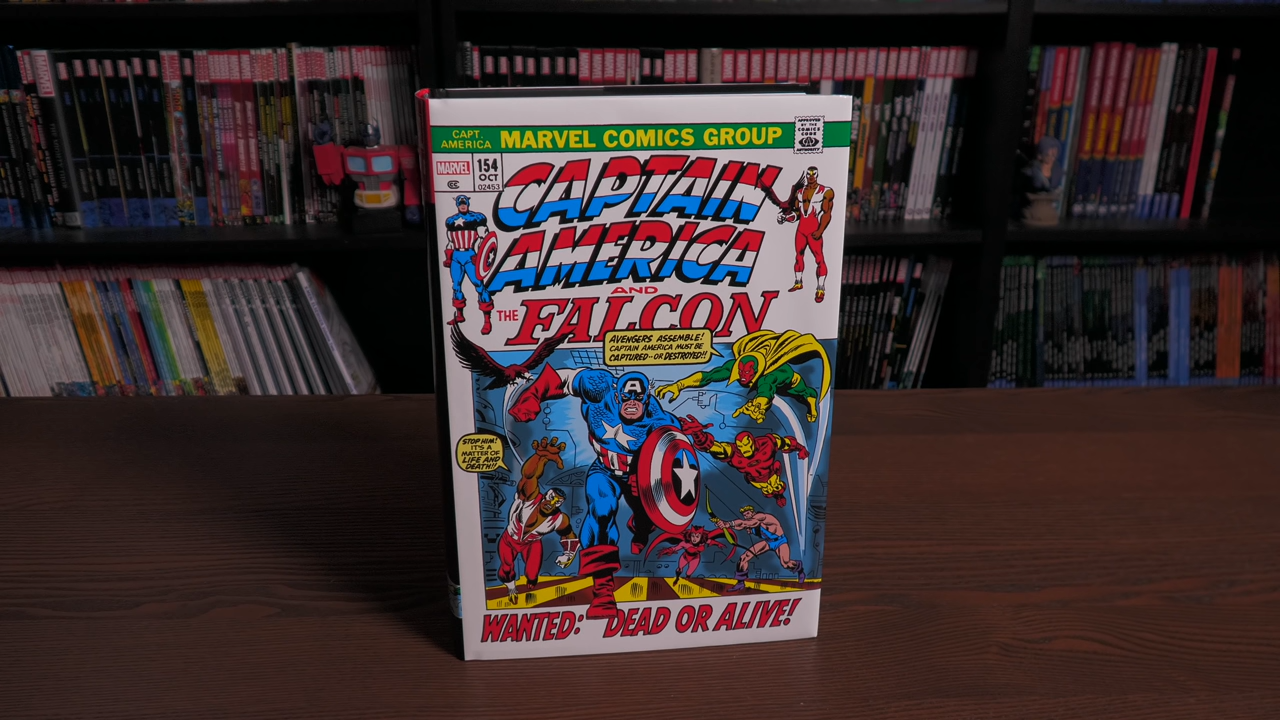 CAPT. AMERICA
MARVEL COMICS GROUP
APPROVED BY THE COMICS CODE AUTHORITY
MARVEL
154
OCT
02453
CC
CAPTAIN
AMERICA
AND
THE FALCON
AVENGERS ASSEMBLE!
CAPTAIN AMERICA MUST BE
CAPTURED--OR DESTROYED!!
STOP HIM!
IT'S A
MATTER OF
LIFE AND
DEATH!!
WANTED: DEAD OR ALIVE!
MARVEL